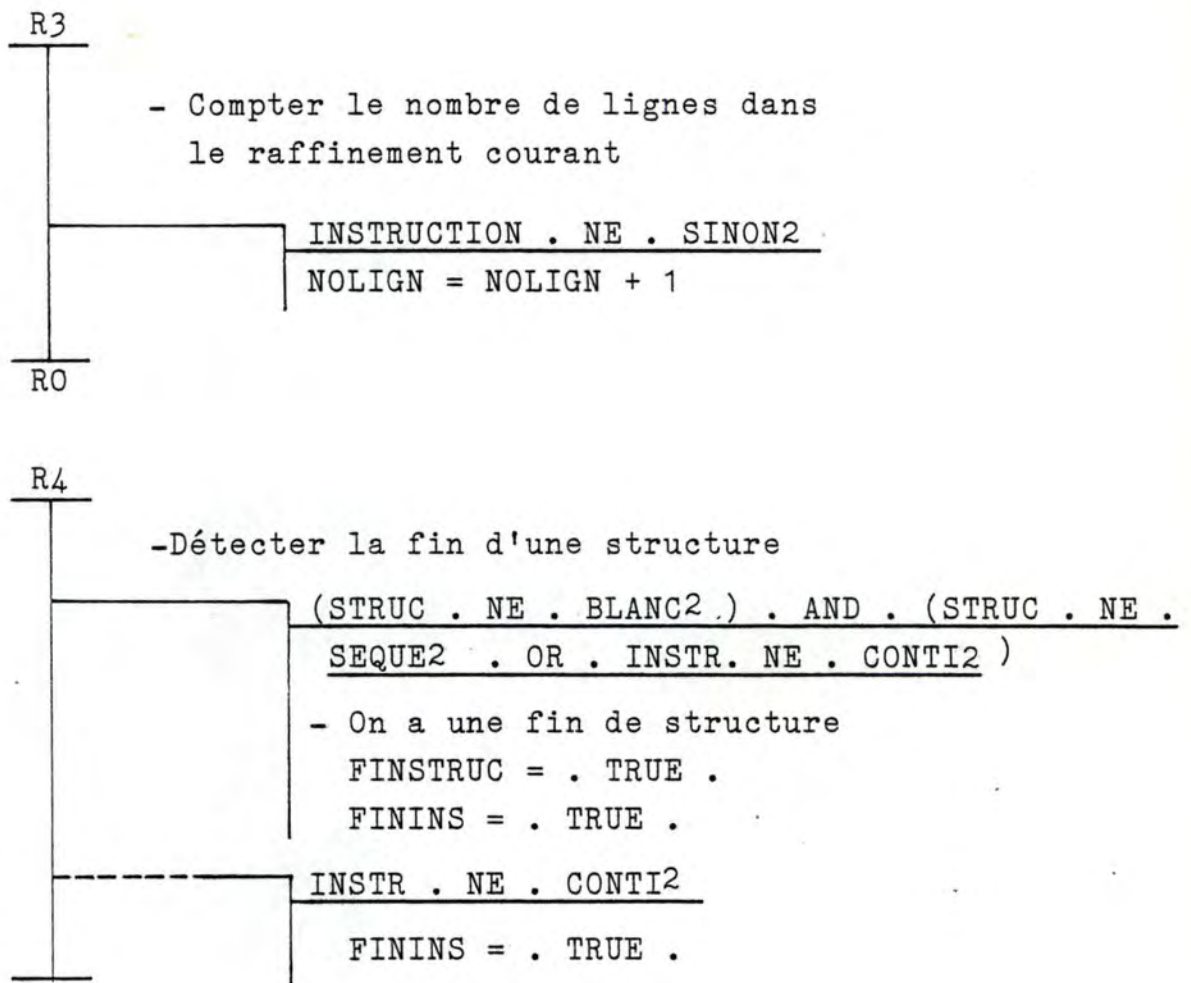 R3
- Compter le nombre de lignes dans
le raffinement courant
INSTRUCTION . NE . SINON2
NOLIGN = NOLIGN + 1
R0
R4
-Détecter la fin d'une structure
(STRUC . NE . BLANC2.) . AND . (STRUC . NE .
SEQUE2 . OR . INSTR. NE . CONTI2 )
- On a une fin de structure
FINSTRUC = . TRUE .
FININS = . TRUE .
INSTR . NE . CONTI2
FININS = . TRUE .